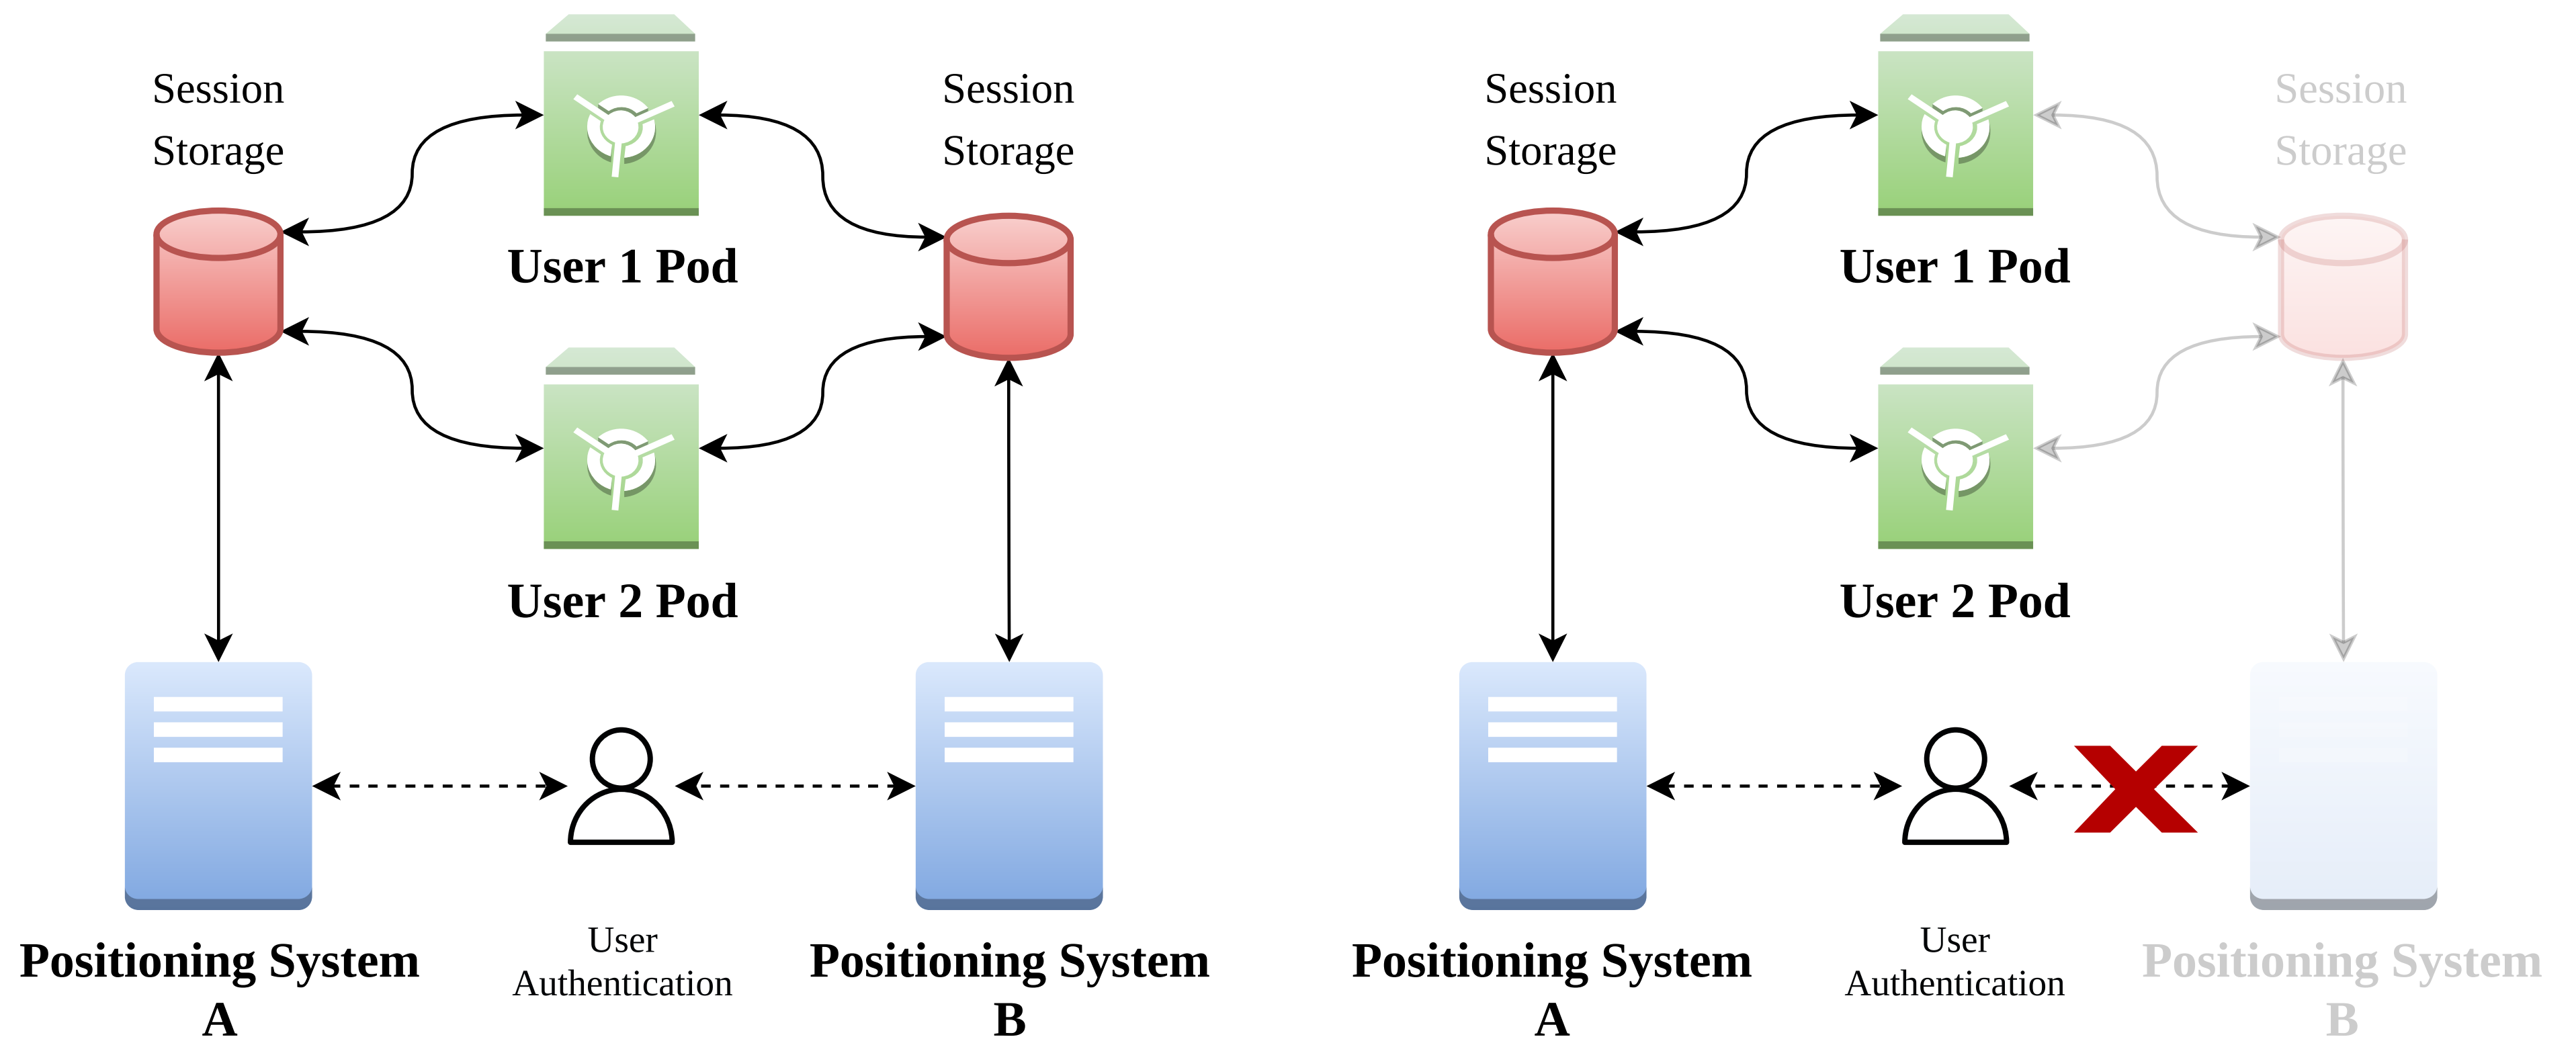 Session
Storage
Session
Storage
User 1 Pod
User 2 Pod
User
Authentication
Positioning System
A
Positioning System
B
Session
Storage
Session
Storage
User 1 Pod
User 2 Pod
User
Authentication
Positioning System
A
Positioning System
B